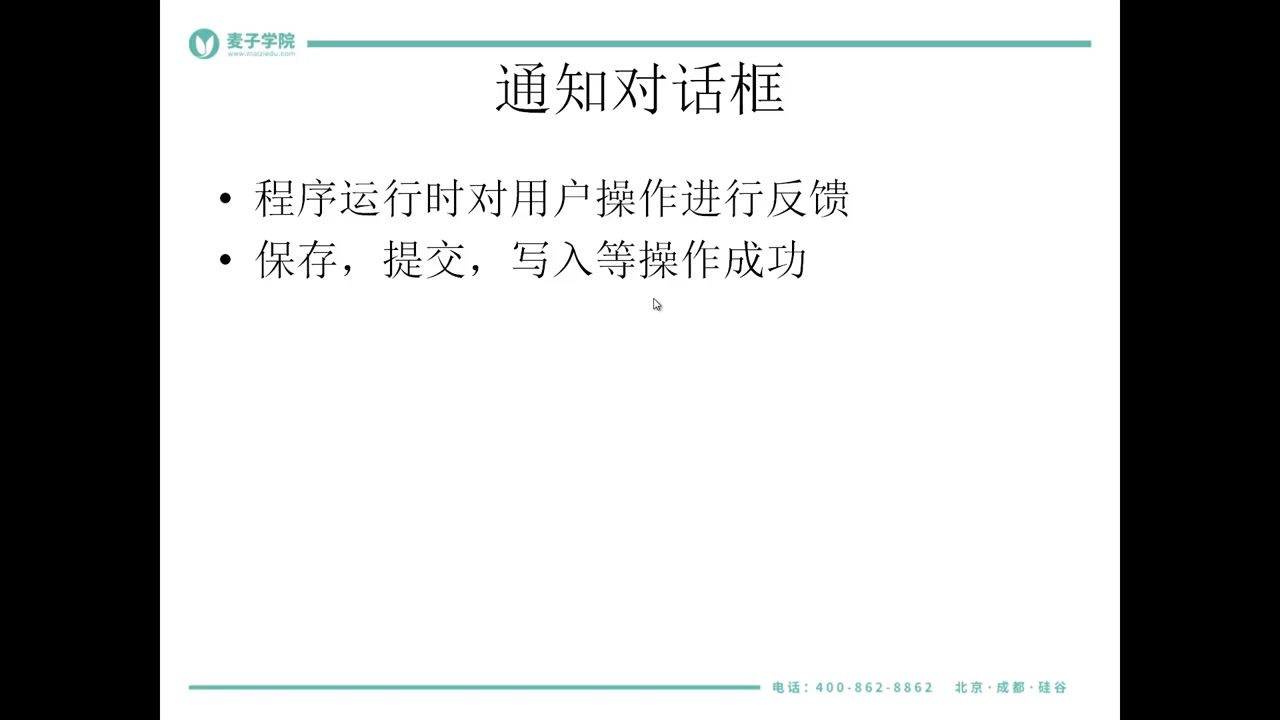 麦子学院
www.maiziedu.com
通知对话框
• 程序运行时对用户操作进行反馈
• 保存，提交，写入等操作成功
电话：400-862-8862 北京·成都·硅谷